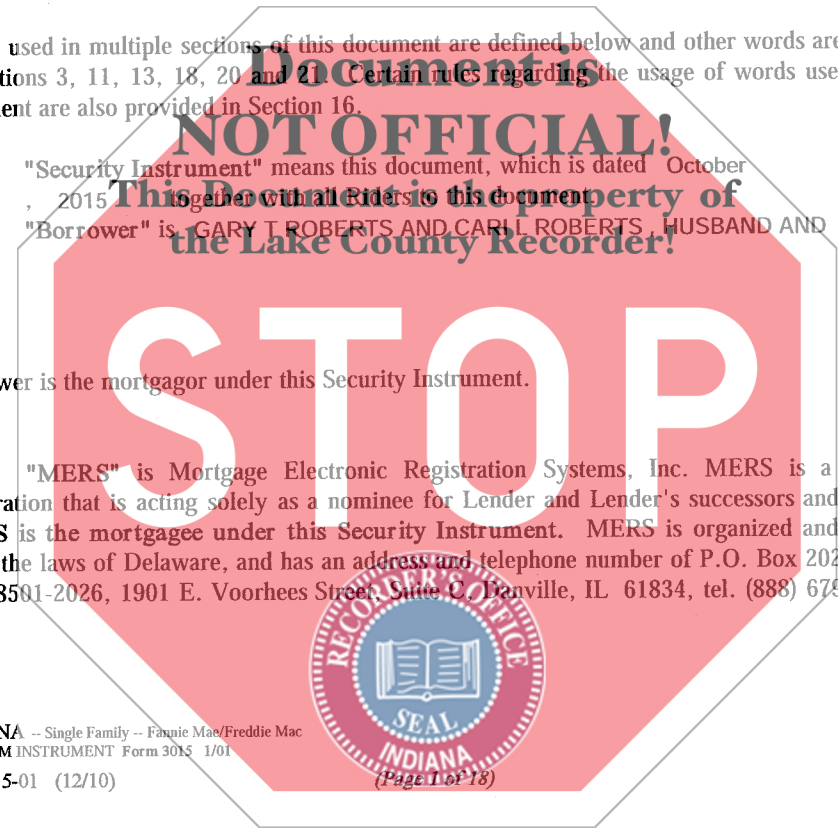 used in multiple sections of this document are defined below and other words are
tions 3, 11, 13, 18, 20 and 21. Certain rules regarding the usage of words use
ent are also provided in Section 16.
Document is
NOT OFFICIAL!
This Document is the property of
the Lake County Recorder!
"Security Instrument" means this document, which is dated October
, 2015
together with all Riders to this document.
"Borrower" is GARY T ROBERTS AND CARI L ROBERTS , HUSBAND AND
STOP
wer is the mortgagor under this Security Instrument.
"MERS" is Mortgage Electronic Registration Systems, Inc. MERS is a
ration that is acting solely as a nominee for Lender and Lender's successors and
S is the mortgagee under this Security Instrument. MERS is organized and
the laws of Delaware, and has an address and telephone number of P.O. Box 202
8501-2026, 1901 E. Voorhees Street, Suite C, Danville, IL 61834, tel. (888) 679
RECORDER'S OFFICE
SEAL
INDIANA
NA -- Single Family -- Fannie Mae/Freddie Mac
M INSTRUMENT Form 3015 1/01
5-01 (12/10)
(Page 1 of 18)